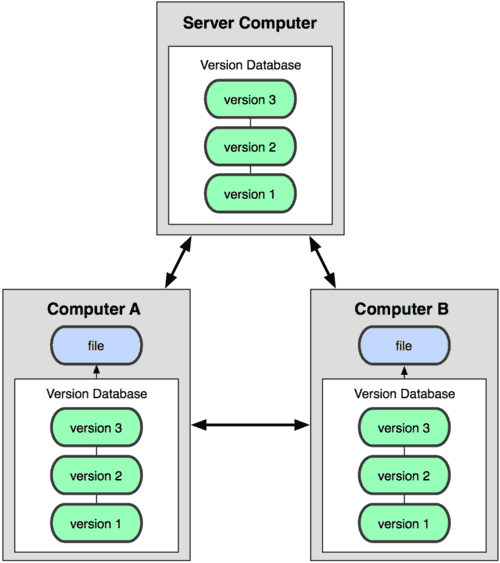 Server Computer
Version Database
version 3
version 2
version 1
Computer A
file
Version Database
version 3
version 2
version 1
Computer B
file
Version Database
version 3
version 2
version 1